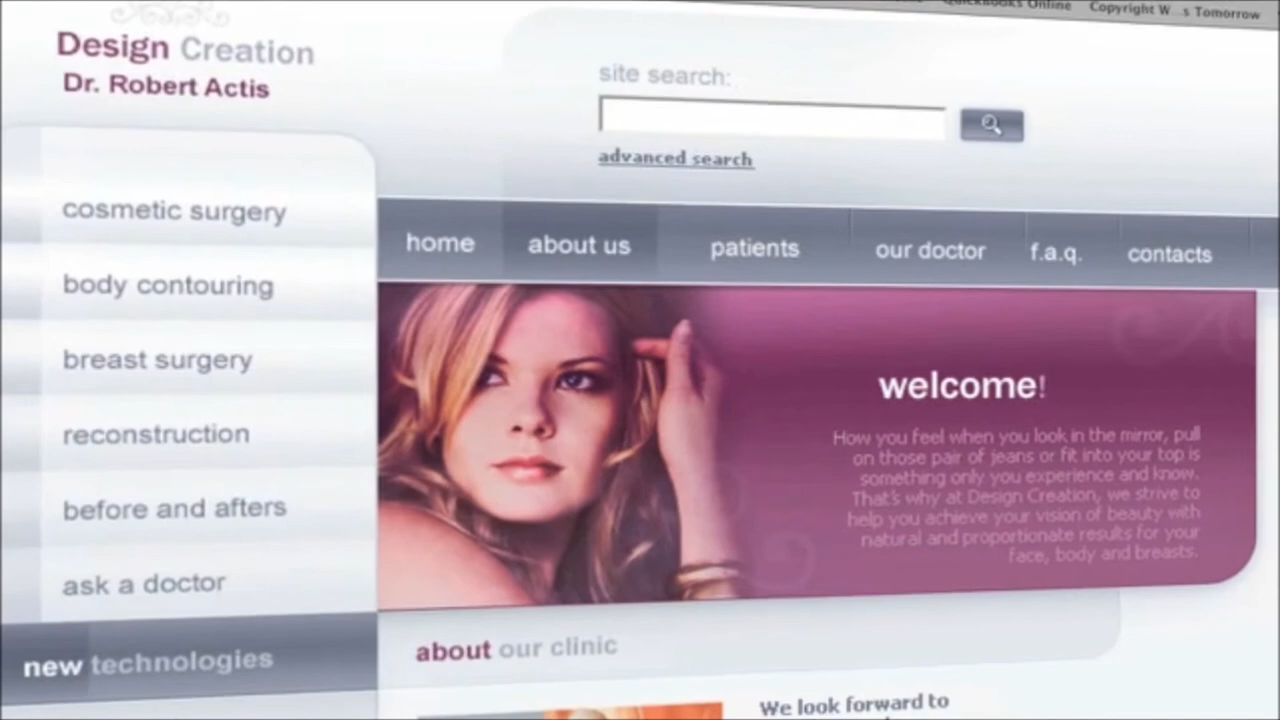 QuickBooks Online Copyright W...s Tomorrow
Design Creation
Dr. Robert Actis
site search:
advanced search
cosmetic surgery
body contouring
breast surgery
reconstruction
before and afters
ask a doctor
new technologies
home about us patients our doctor f.a.q. contacts
welcome!
How you feel when you look in the mirror, pull
on those pair of jeans or fit into your top is
something only you experience and know.
That's why at Design Creation, we strive to
help you achieve your vision of beauty with
natural and proportionate results for your
face, body and breasts.
about our clinic
We look forward to